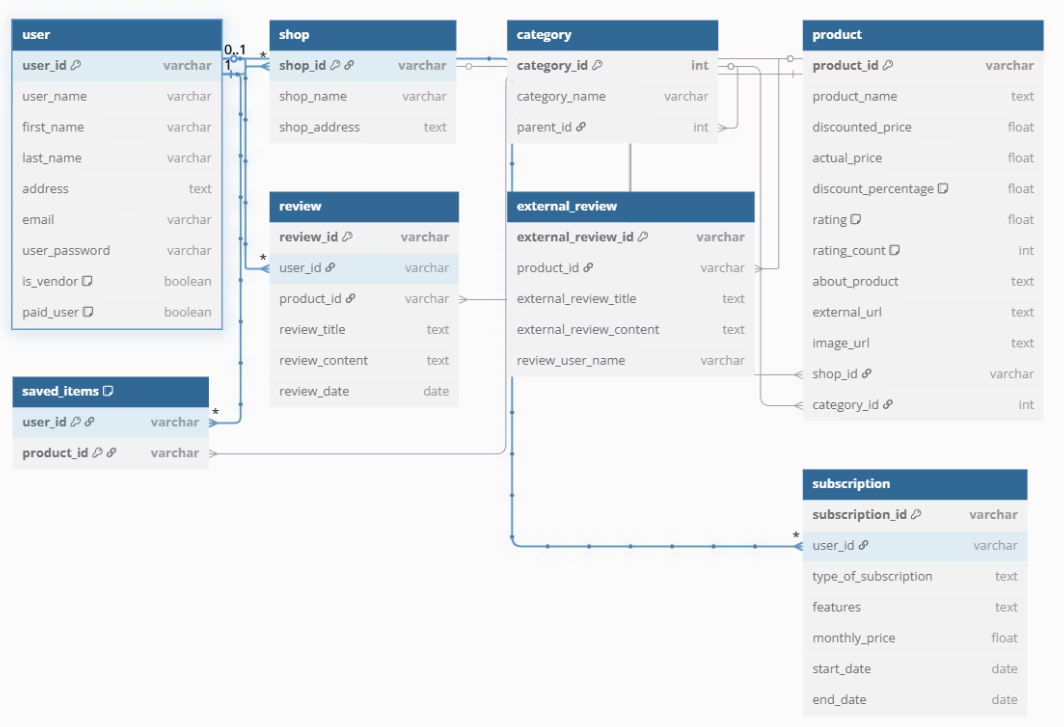 user
user_id varchar
user_name varchar
first_name varchar
last_name varchar
address text
email varchar
user_password varchar
is_vendor boolean
paid_user boolean
0..1
1
*
shop
shop_id varchar
shop_name varchar
shop_address text
category
category_id int
category_name varchar
parent_id int
product
product_id varchar
product_name text
discounted_price float
actual_price float
discount_percentage float
rating float
rating_count int
about_product text
external_url text
image_url text
shop_id varchar
category_id int
*
review
review_id varchar
user_id varchar
product_id varchar
review_title text
review_content text
review_date date
external_review
external_review_id varchar
product_id varchar
external_review_title text
external_review_content text
review_user_name varchar
saved_items
*
user_id varchar
product_id varchar
subscription
subscription_id varchar
*
user_id varchar
type_of_subscription text
features text
monthly_price float
start_date date
end_date date